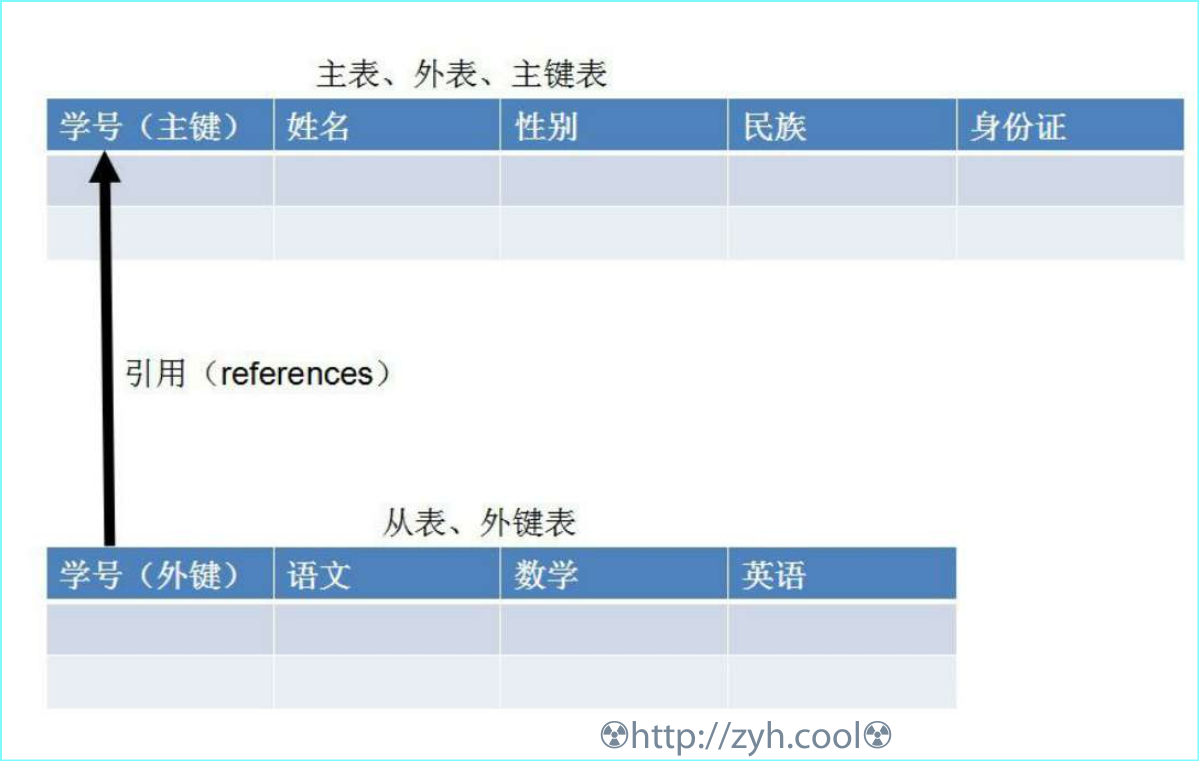 主表、外表、主键表
学号（主键） 姓名 性别 民族 身份证
引用（references）
从表、外键表
学号（外键） 语文 数学 英语
☢http://zyh.cool☢